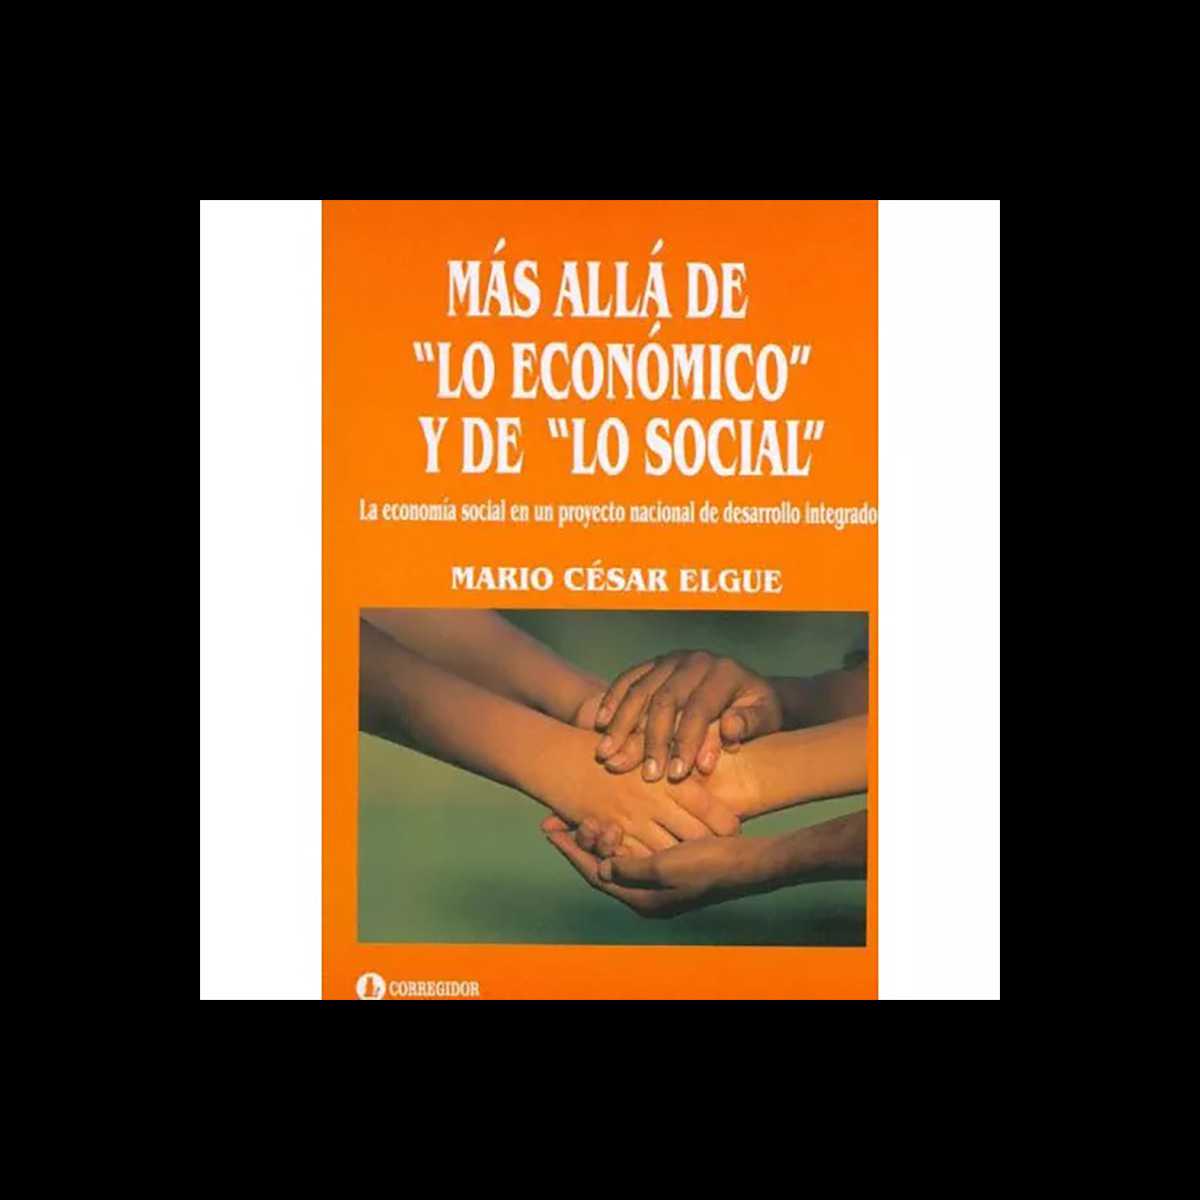 MÁS ALLÁ DE
“LO ECONÓMICO”
Y DE “LO SOCIAL”
La economía social en un proyecto nacional de desarrollo integrado
MARIO CÉSAR ELGUE
CORREGIDOR